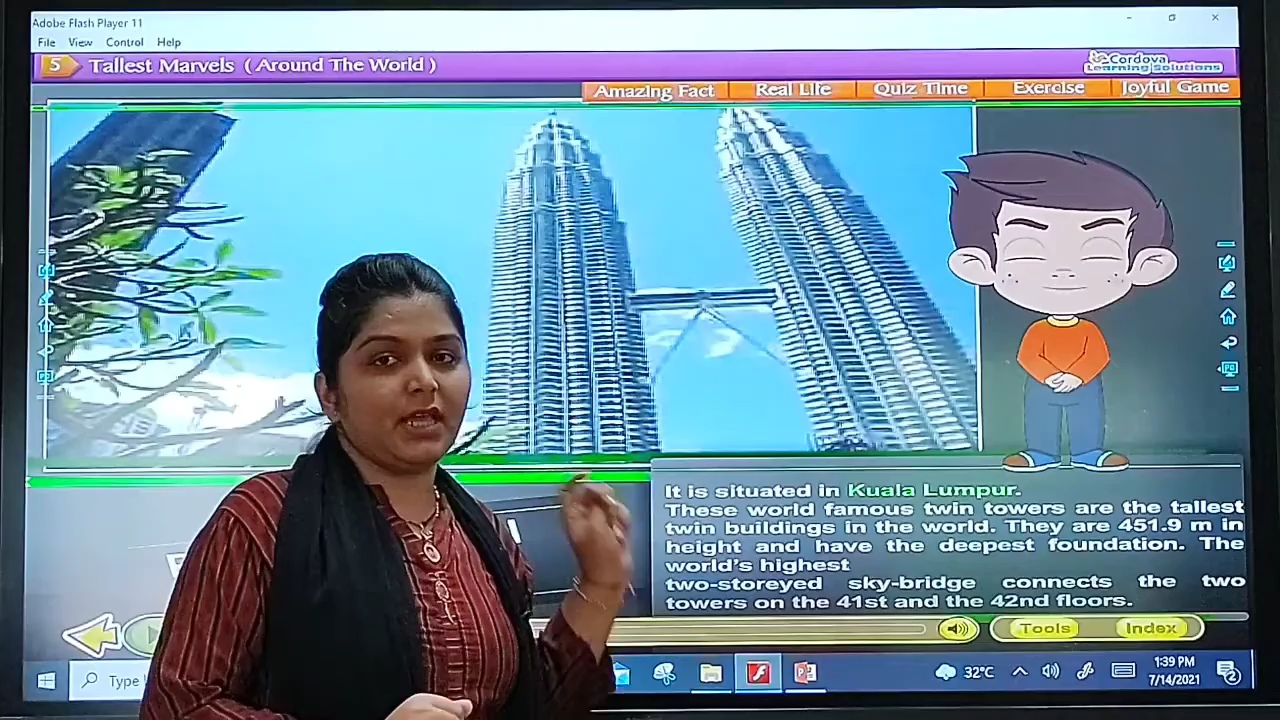 Adobe Flash Player 11
File View Control Help
5 Tallest Marvels ( Around The World )
Cordova
Learning Solutions
Amazing Fact Real Life Quiz Time Exercise Joyful Game
It is situated in Kuala Lumpur.
These world famous twin towers are the tallest
twin buildings in the world. They are 451.9 m in
height and have the deepest foundation. The
world's highest
two-storeyed sky-bridge connects the two
towers on the 41st and the 42nd floors.
Tools Index
Type
32°C
1:39 PM
7/14/2021
2